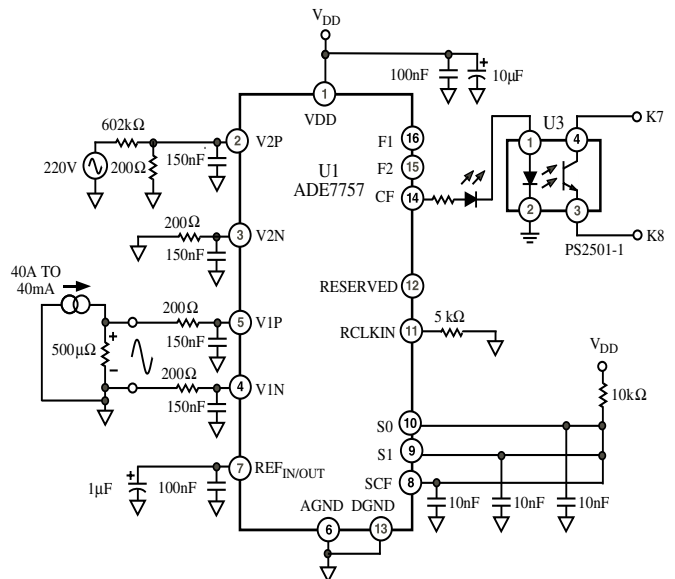 VDD
100nF
10μF
1
VDD
U3
K7
1
4
2
3
PS2501-1
K8
602kΩ
2
V2P
220V
200Ω
150nF
U1
ADE7757
F1
16
F2
15
CF
14
200Ω
3
V2N
150nF
40A TO
40mA
200Ω
5
V1P
500μΩ
+
–
150nF
200Ω
4
V1N
150nF
RESERVED
12
RCLKIN
11
5 kΩ
VDD
10kΩ
S0
10
S1
9
SCF
8
10nF
10nF
10nF
7
REFIN/OUT
+
1μF
100nF
AGND
DGND
6
13